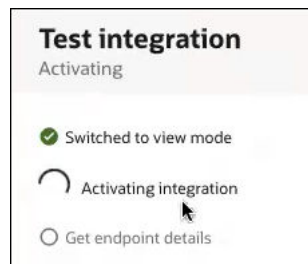 Test integration
Activating
Switched to view mode
Activating integration
Get endpoint details